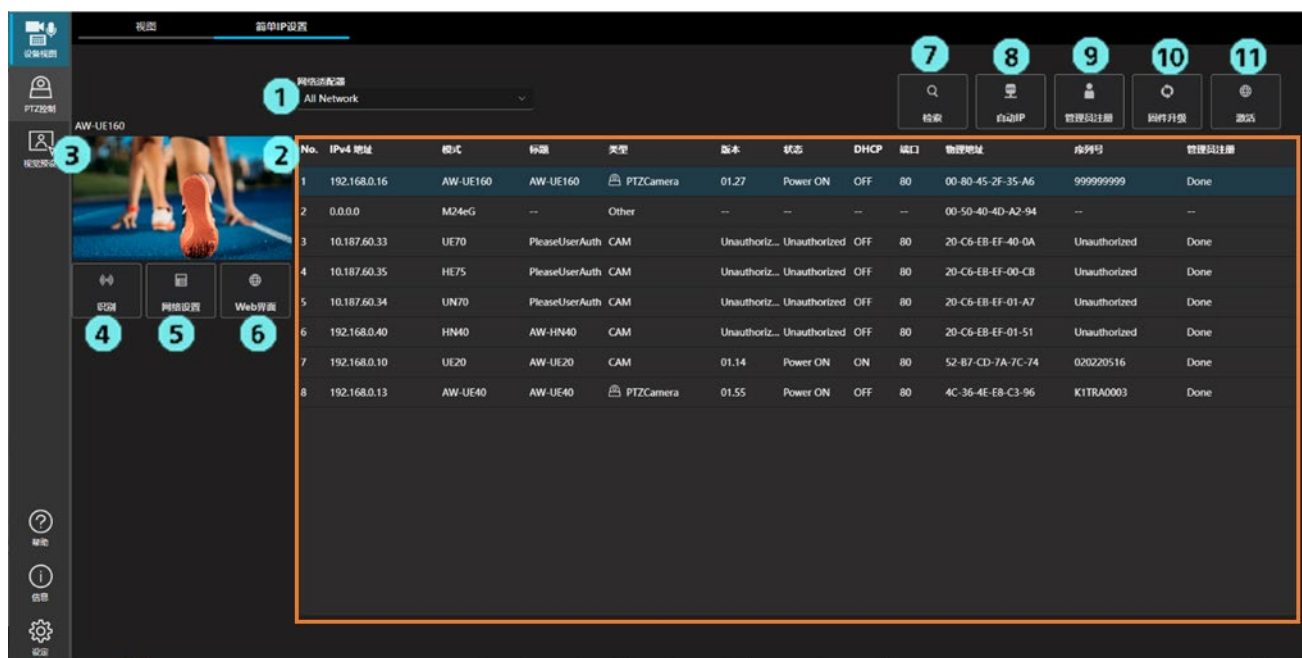 视图 简单IP设置
设备视图
PTZ控制
视觉预设
7 8 9 10 11
网络适配器
1 All Network
检索 自动IP 管理员注册 固件升级 激活
AW-UE160
3 2
No. IPv4 地址 模式 标题 类型 版本 状态 DHCP 端口 物理地址 序列号 管理员注册
1 192.168.0.16 AW-UE160 AW-UE160 PTZCamera 01.27 Power ON OFF 80 00-80-45-2F-35-A6 999999999 Done
2 0.0.0.0 M24eG -- Other -- -- -- -- 00-50-40-4D-A2-94 -- --
3 10.187.60.33 UE70 PleaseUserAuth CAM Unauthoriz... Unauthorized OFF 80 20-C6-EB-EF-40-0A Unauthorized Done
4 10.187.60.35 HE75 PleaseUserAuth CAM Unauthoriz... Unauthorized OFF 80 20-C6-EB-EF-00-CB Unauthorized Done
5 10.187.60.34 UN70 PleaseUserAuth CAM Unauthoriz... Unauthorized OFF 80 20-C6-EB-EF-01-A7 Unauthorized Done
6 192.168.0.40 HN40 AW-HN40 CAM Unauthoriz... Unauthorized OFF 80 20-C6-EB-EF-01-51 Unauthorized Done
7 192.168.0.10 UE20 AW-UE20 CAM 01.14 Power ON ON 80 52-B7-CD-7A-7C-74 020220516 Done
8 192.168.0.13 AW-UE40 AW-UE40 PTZCamera 01.55 Power ON OFF 80 4C-36-4E-E8-C3-96 K1TRA0003 Done
识别 网络设置 Web界面
4 5 6
帮助
信息
设定